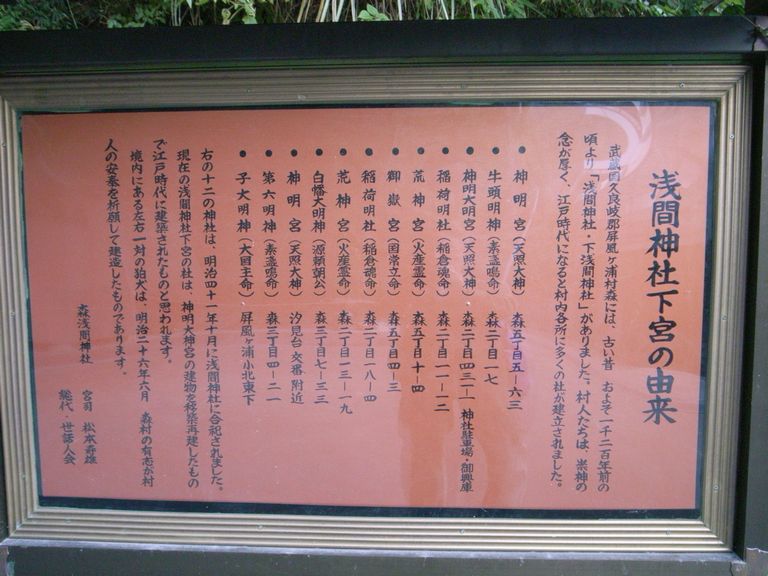 浅間神社下宮の由来
武蔵国久良岐郡屏風ヶ浦村森には、古い昔 およそ一千二百年前の
頃より「浅間神社・下浅間神社」がありました。村人たちは、崇神の
念が厚く、江戸時代になると村内各所に多くの社が建立されました。
● 神明宮(天照大神) 森五丁目五-六三
● 牛頭明神(素盞鳴命) 森二丁目一七
● 神明大明宮(天照大神) 森二丁目四三-一 神社駐車場・御興庫
● 稲荷明社(稲倉魂命) 森二丁目一一-一二
● 荒神宮(火産霊命) 森五丁目十-四
● 御嶽宮(国常立命) 森五丁目四-三
● 稲荷明社(稲倉魂命) 森二丁目一八-四
● 荒神宮(火産霊命) 森二丁目一三-一九
● 白幡大明神(源頼朝公) 森三丁目七-三三
● 神明宮(天照大神) 汐見台交番附近
● 第六明神(素盞鳴命) 森三丁目四-二一
● 子大明神(大国主命) 屏風ヶ浦小北東下
右の十二の神社は、明治四十一年十月に浅間神社に合祀されました。
現在の浅間神社下宮の社は、神明大神宮の建物を移築再建したもの
で江戸時代に建築されたものと思われます。
境内にある左右一対の狛犬は、明治二十六年六月 森村の有志が村
人の安泰を祈願して建造したものであります。
森浅間神社 宮司 松本寿雄
総代・世話人会